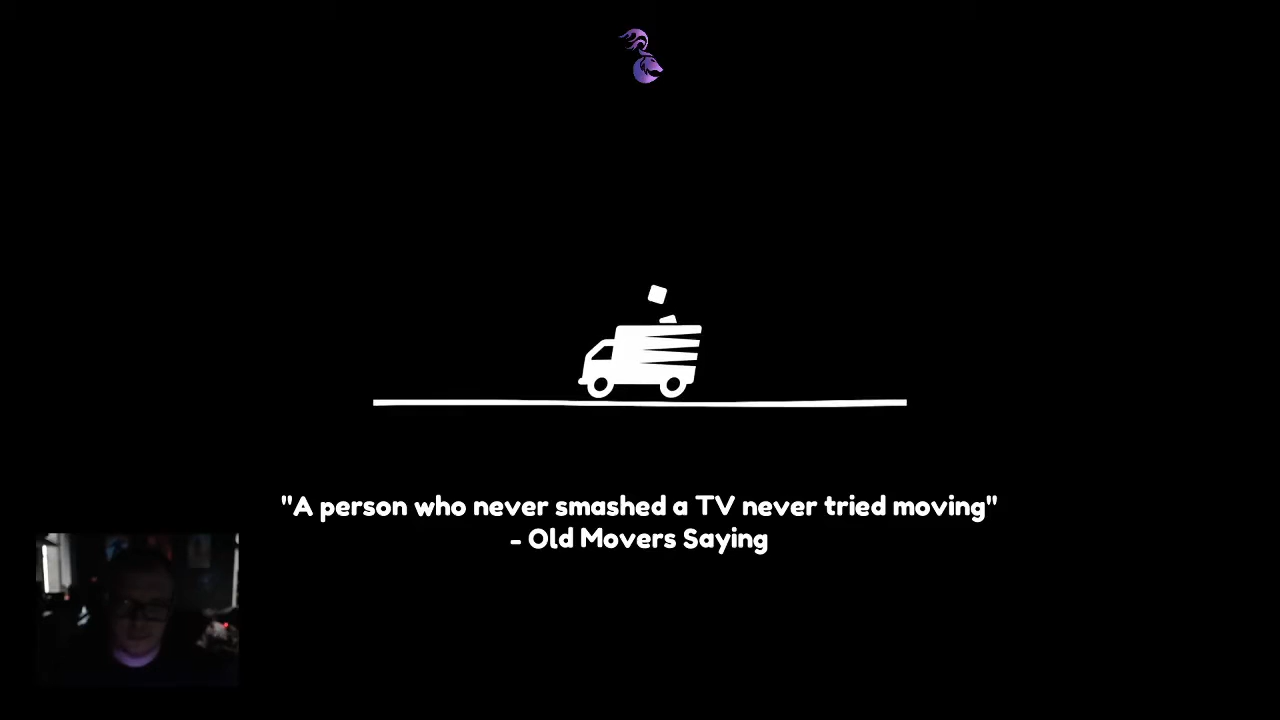 "A person who never smashed a TV never tried moving"
- Old Movers Saying